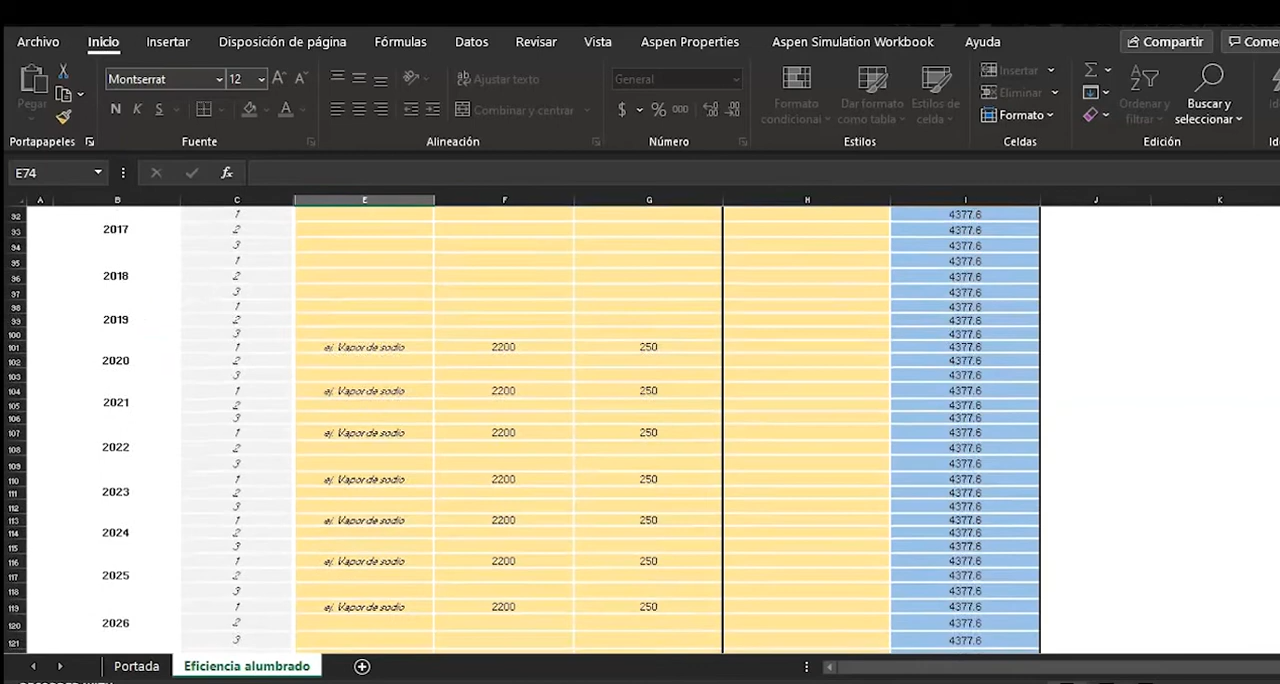 Archivo Inicio Insertar Disposición de página Fórmulas Datos Revisar Vista Aspen Properties Aspen Simulation Workbook Ayuda Compartir Come
Montserrat 12 Ajustar texto General Insertar
Pegar N K S Combinar y centrar $ % 000 Formato condicional Dar formato como tabla Estilos de celda Eliminar Formato Ordenar y filtrar Buscar y seleccionar
Portapapeles Fuente Alineación Número Estilos Celdas Edición
E74 fx
A B C E F G H I J K
92 1 4377.6
93 2017 2 4377.6
94 3 4377.6
95 1 4377.6
96 2018 2 4377.6
97 3 4377.6
98 1 4377.6
99 2019 2 4377.6
100 3 4377.6
101 1 ej. Vapor de sodio 2200 250 4377.6
102 2020 2 4377.6
103 3 4377.6
104 1 ej. Vapor de sodio 2200 250 4377.6
105 2021 2 4377.6
106 3 4377.6
107 1 ej. Vapor de sodio 2200 250 4377.6
108 2022 2 4377.6
109 3 4377.6
110 1 ej. Vapor de sodio 2200 250 4377.6
111 2023 2 4377.6
112 3 4377.6
113 1 ej. Vapor de sodio 2200 250 4377.6
114 2024 2 4377.6
115 3 4377.6
116 1 ej. Vapor de sodio 2200 250 4377.6
117 2025 2 4377.6
118 3 4377.6
119 1 ej. Vapor de sodio 2200 250 4377.6
120 2026 2 4377.6
121 3 4377.6
Portada Eficiencia alumbrado